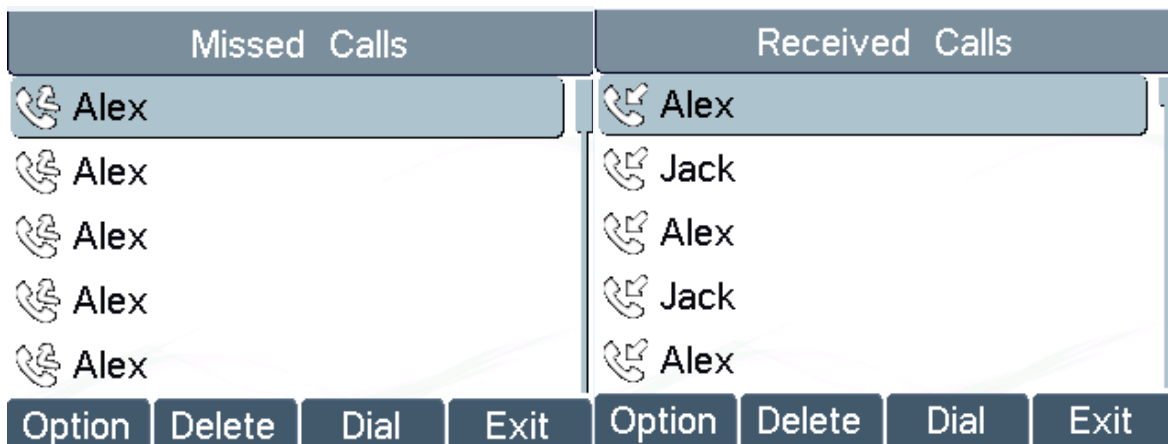 Missed Calls
Alex
Alex
Alex
Alex
Alex
Option Delete Dial Exit
Received Calls
Alex
Jack
Alex
Jack
Alex
Option Delete Dial Exit